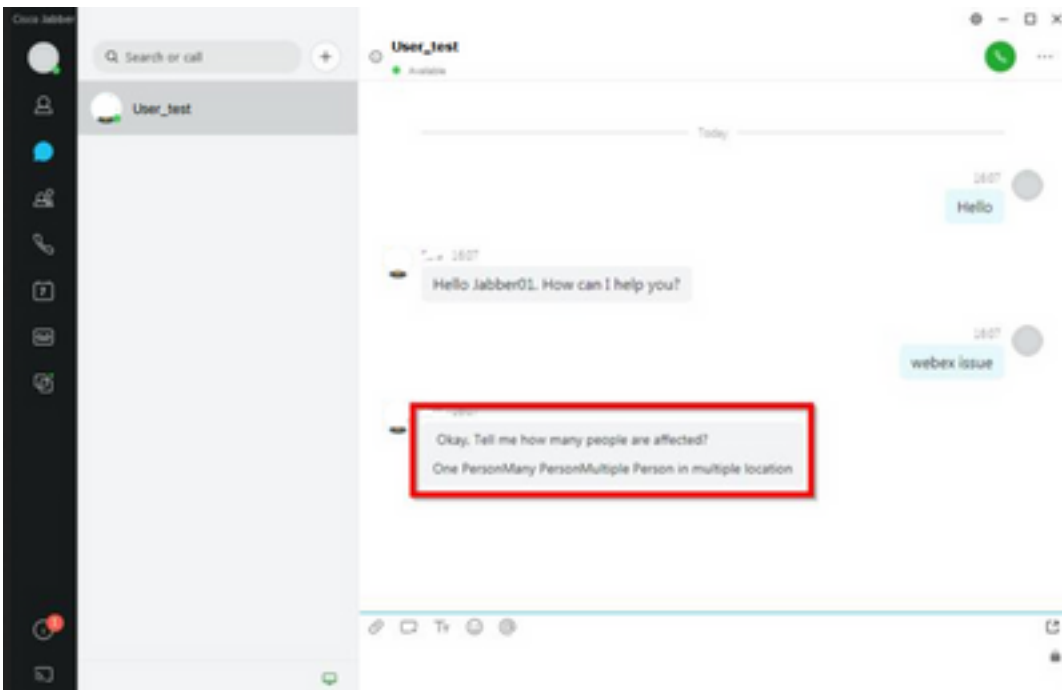 Cisco Jabber
Search or call
User_test
User_test
Available
Today
16:07
Hello
16:07
Hello Jabber01. How can I help you?
16:07
webex issue
Okay. Tell me how many people are affected?
One PersonMany PersonMultiple Person in multiple location